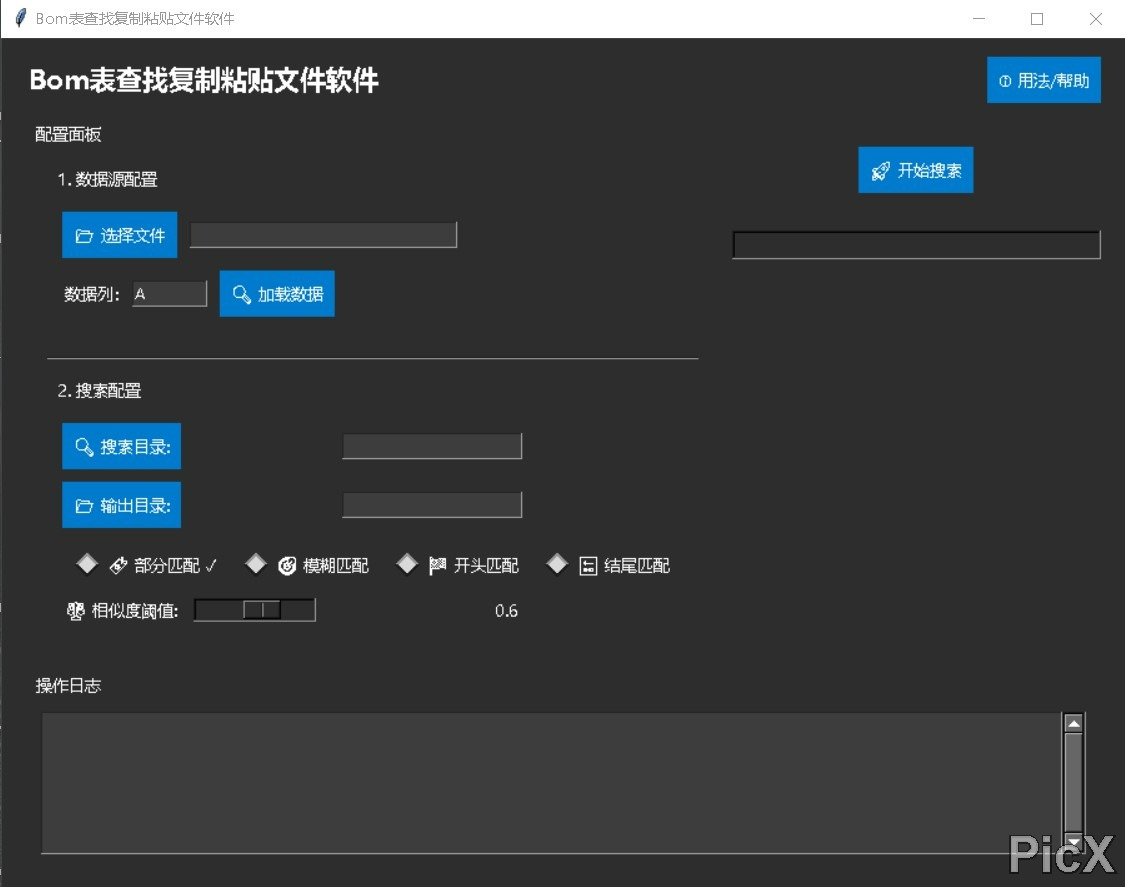 Bom表查找复制粘贴文件软件
Bom表查找复制粘贴文件软件
用法/帮助
配置面板
1. 数据源配置
开始搜索
选择文件
数据列: A 加载数据
2. 搜索配置
搜索目录:
输出目录:
部分匹配✓ 模糊匹配 开头匹配 结尾匹配
相似度阈值: 0.6
操作日志
PicX